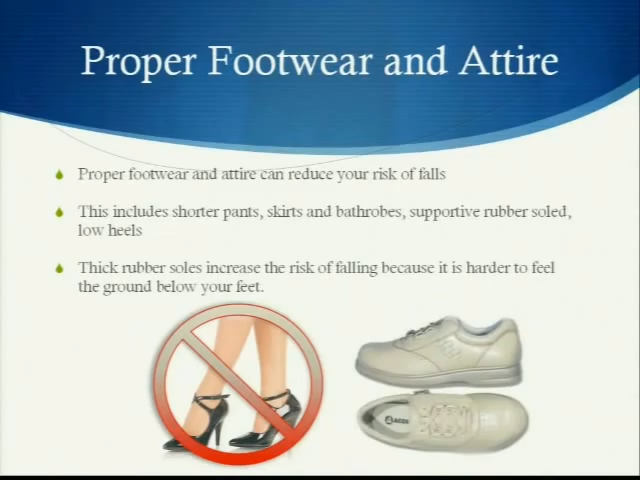 Proper Footwear and Attire
Proper footwear and attire can reduce your risk of falls
This includes shorter pants, skirts and bathrobes, supportive rubber soled,
low heels
Thick rubber soles increase the risk of falling because it is harder to feel
the ground below your feet.